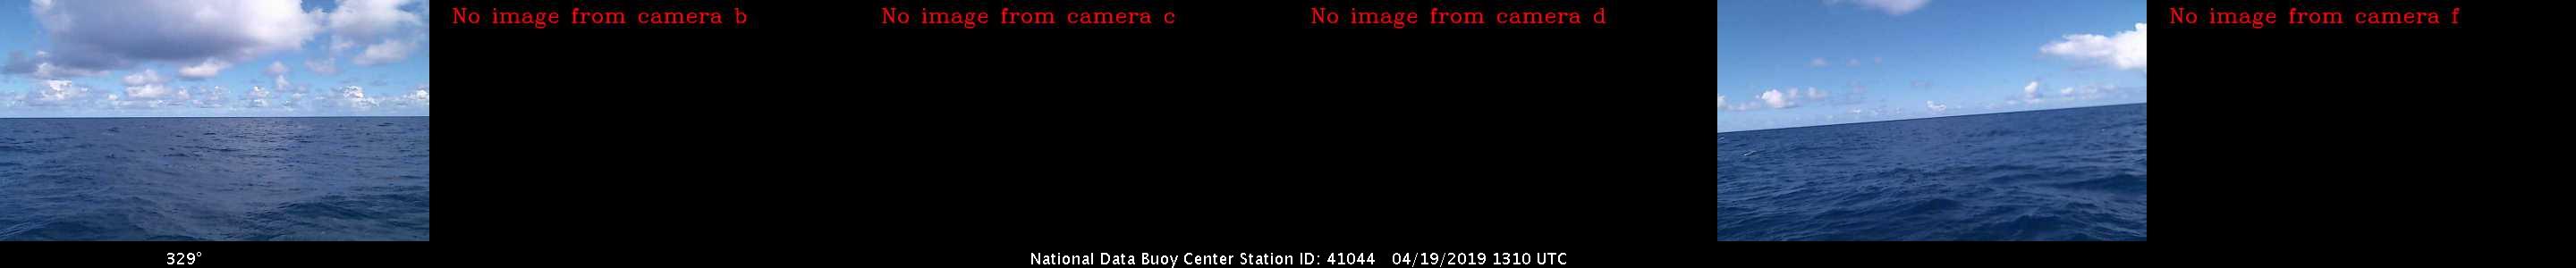 No image from camera b
No image from camera c
No image from camera d
No image from camera f
329°
National Data Buoy Center Station ID: 41044 04/19/2019 1310 UTC